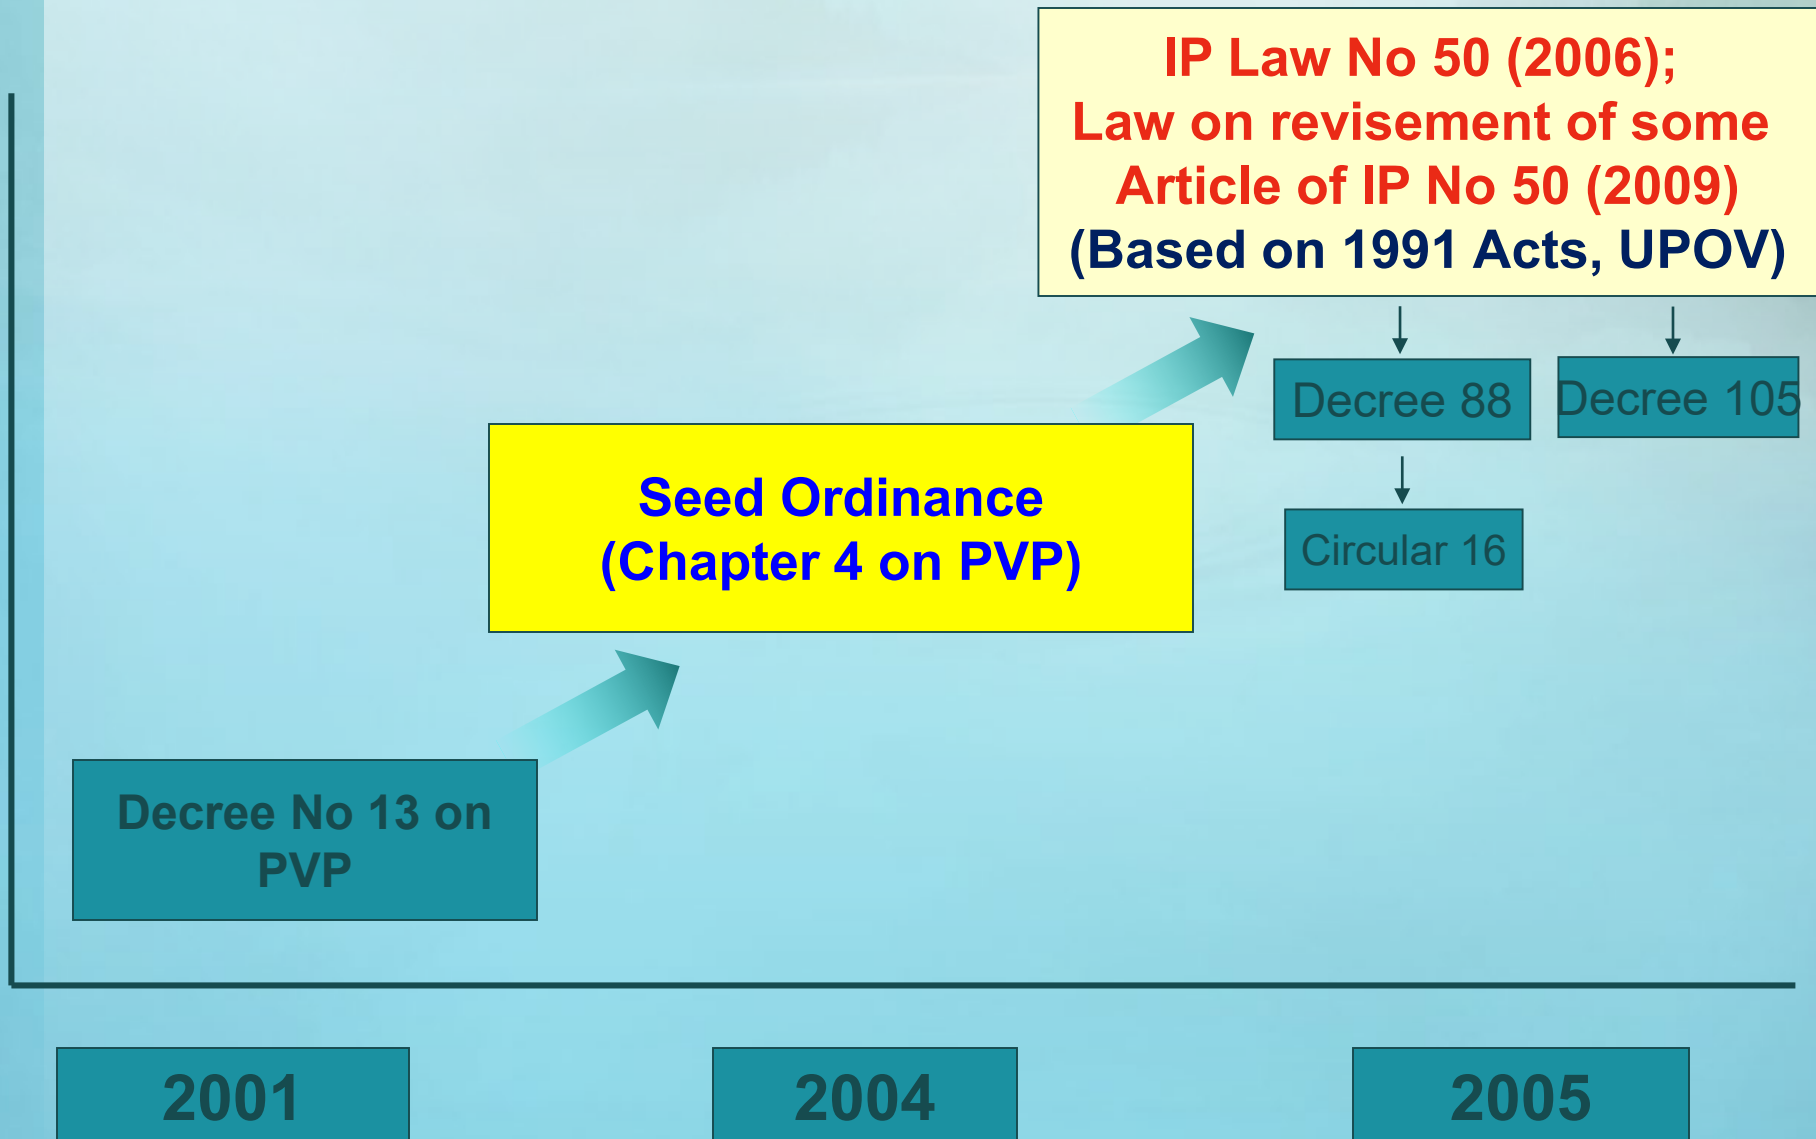 IP Law No 50 (2006);
Law on revisement of some
Article of IP No 50 (2009)
(Based on 1991 Acts, UPOV)
Decree 88
Decree 105
Seed Ordinance
(Chapter 4 on PVP)
Circular 16
Decree No 13 on
PVP
2001
2004
2005